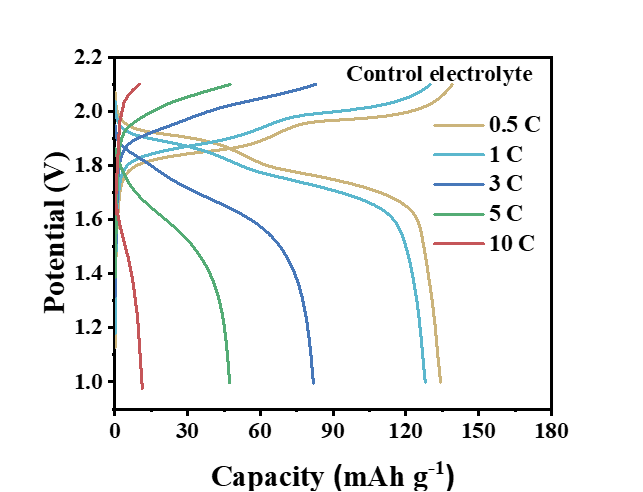 Control electrolyte
0.5 C
1 C
3 C
5 C
10 C
2.2
2.0
1.8
1.6
1.4
1.2
1.0
Potential (V)
0 30 60 90 120 150 180
Capacity (mAh g⁻¹)